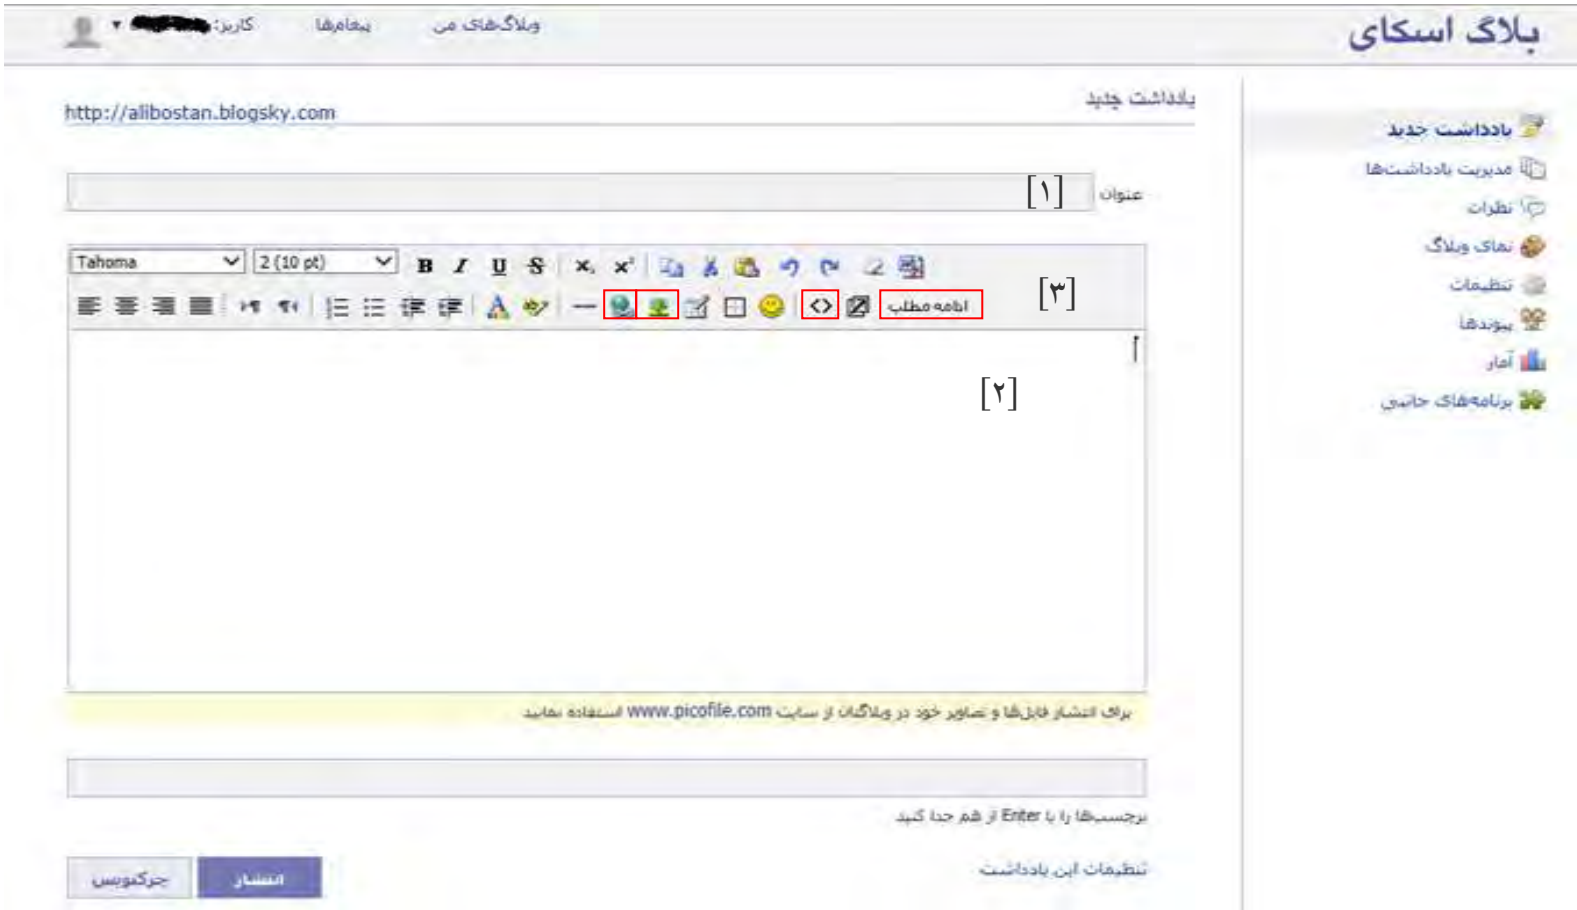 بلاگ اسکای
وبلاگ‌های من
پیغام‌ها
کاربر:
یادداشت جدید
مدیریت یادداشت‌ها
نظرات
نمای وبلاگ
تنظیمات
پیوندها
آمار
برنامه‌های جانبی
یادداشت جدید
http://alibostan.blogsky.com
عنوان [۱]
Tahoma 2 (10 pt) B I U S x₂ x²
[۳]
ادامه مطلب
[۲]
برای انتشار فایل‌ها و تصاویر خود در وبلاگتان از سایت www.picofile.com استفاده نمایید
برچسب‌ها را با Enter از هم جدا کنید
تنظیمات این یادداشت
انتشار
چرکنویس